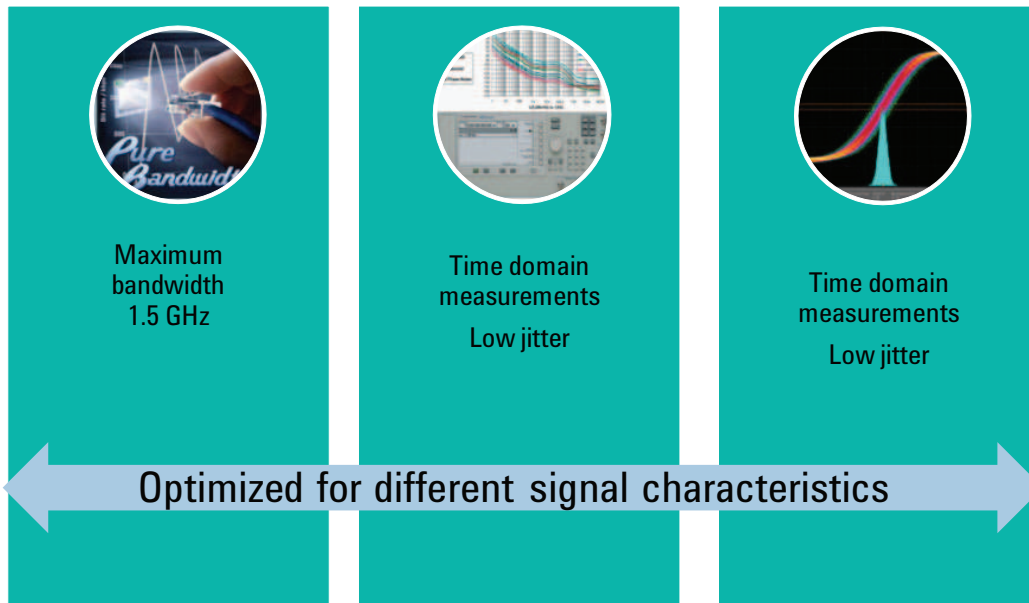 Pure
Bandwidt
Maximum
bandwidth
1.5 GHz
Time domain
measurements
Low jitter
Time domain
measurements
Low jitter
Optimized for different signal characteristics